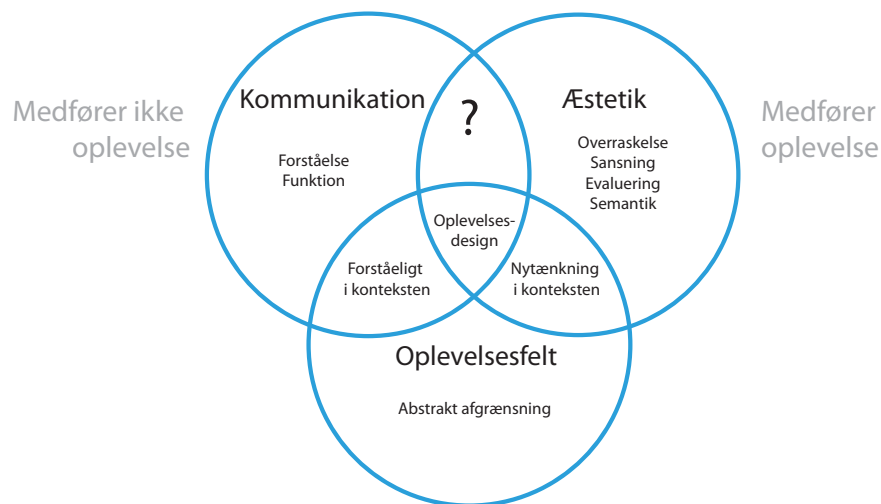 Medfører ikke
oplevelse
Kommunikation
Forståelse
Funktion
?
Æstetik
Overraskelse
Sansning
Evaluering
Semantik
Medfører
oplevelse
Oplevelses-
design
Forståeligt
i konteksten
Nytænkning
i konteksten
Oplevelsesfelt
Abstrakt afgrænsning